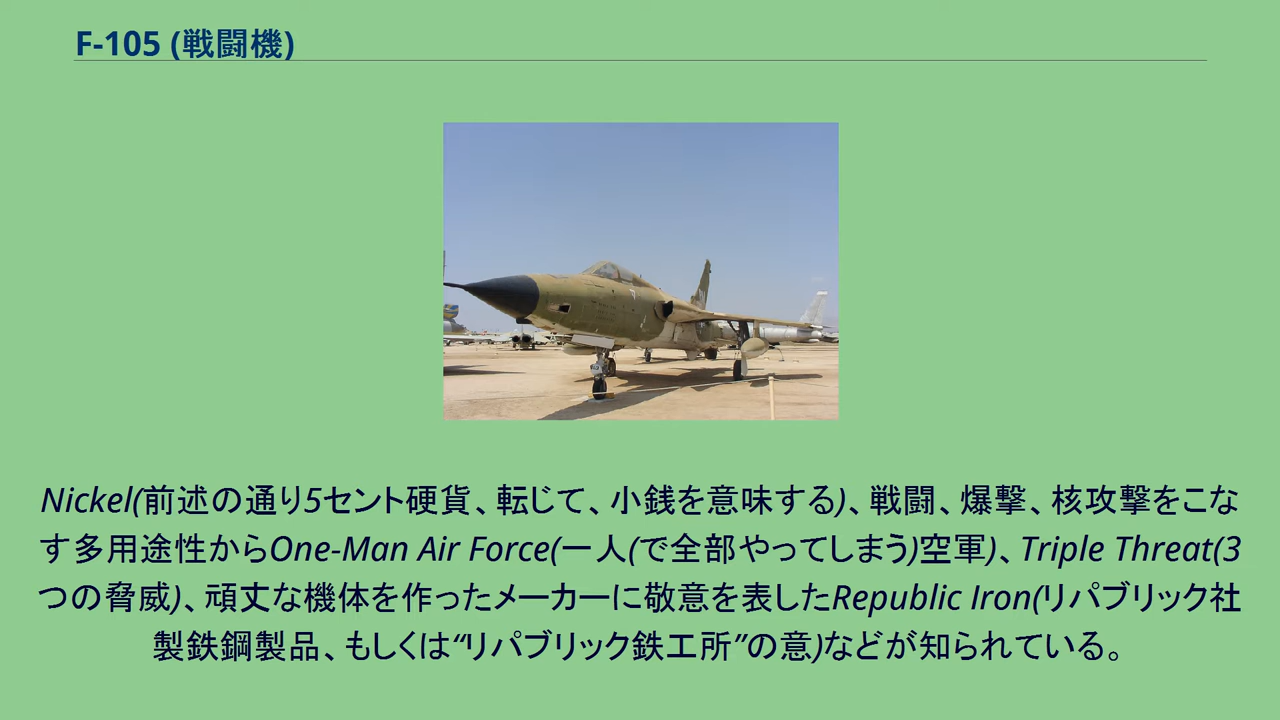 F-105 (戦闘機)
Nickel(前述の通り5セント硬貨、転じて、小銭を意味する)、戦闘、爆撃、核攻撃をこな
す多用途性からOne-Man Air Force(一人(で全部やってしまう)空軍)、Triple Threat(3
つの脅威)、頑丈な機体を作ったメーカーに敬意を表したRepublic Iron(リパブリック社
製鉄鋼製品、もしくは“リパブリック鉄工所”の意)などが知られている。